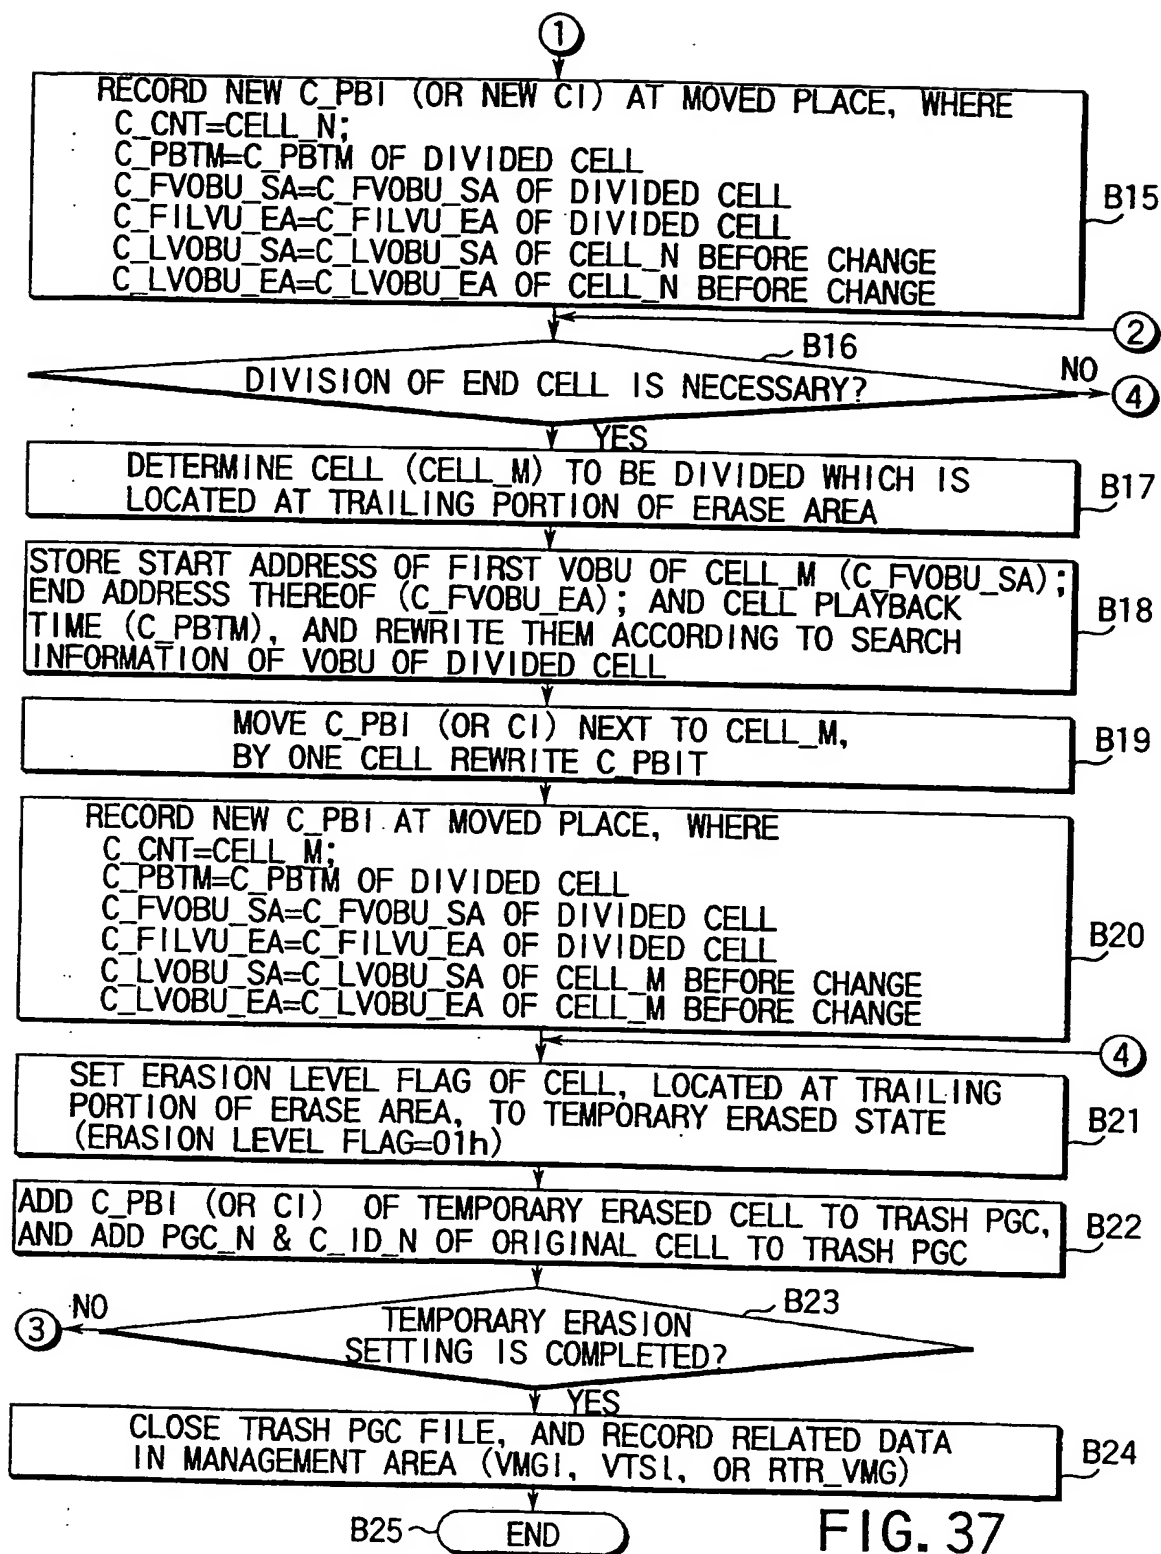 1
RECORD NEW C_PBI (OR NEW CI) AT MOVED PLACE, WHERE
C_CNT=CELL_N;
C_PBTM=C_PBTM OF DIVIDED CELL
C_FVOBU_SA=C_FVOBU_SA OF DIVIDED CELL
C_FILVU_EA=C_FILVU_EA OF DIVIDED CELL
C_LVOBU_SA=C_LVOBU_SA OF CELL_N BEFORE CHANGE
C_LVOBU_EA=C_LVOBU_EA OF CELL_N BEFORE CHANGE
B15
2
B16
DIVISION OF END CELL IS NECESSARY?
NO
4
YES
DETERMINE CELL (CELL_M) TO BE DIVIDED WHICH IS
LOCATED AT TRAILING PORTION OF ERASE AREA
B17
STORE START ADDRESS OF FIRST VOBU OF CELL_M (C_FVOBU_SA);
END ADDRESS THEREOF (C_FVOBU_EA); AND CELL PLAYBACK
TIME (C_PBTM), AND REWRITE THEM ACCORDING TO SEARCH
INFORMATION OF VOBU OF DIVIDED CELL
B18
MOVE C_PBI (OR CI) NEXT TO CELL_M,
BY ONE CELL REWRITE C_PBIT
B19
RECORD NEW C_PBI AT MOVED PLACE, WHERE
C_CNT=CELL_M;
C_PBTM=C_PBTM OF DIVIDED CELL
C_FVOBU_SA=C_FVOBU_SA OF DIVIDED CELL
C_FILVU_EA=C_FILVU_EA OF DIVIDED CELL
C_LVOBU_SA=C_LVOBU_SA OF CELL_M BEFORE CHANGE
C_LVOBU_EA=C_LVOBU_EA OF CELL_M BEFORE CHANGE
B20
4
SET ERASION LEVEL FLAG OF CELL, LOCATED AT TRAILING
PORTION OF ERASE AREA, TO TEMPORARY ERASED STATE
(ERASION LEVEL FLAG=01h)
B21
ADD C_PBI (OR CI) OF TEMPORARY ERASED CELL TO TRASH PGC,
AND ADD PGC_N & C_ID_N OF ORIGINAL CELL TO TRASH PGC
B22
B23
NO
3
TEMPORARY ERASION
SETTING IS COMPLETED?
YES
CLOSE TRASH PGC FILE, AND RECORD RELATED DATA
IN MANAGEMENT AREA (VMGI, VTSI, OR RTR_VMG)
B24
B25
END
FIG. 37